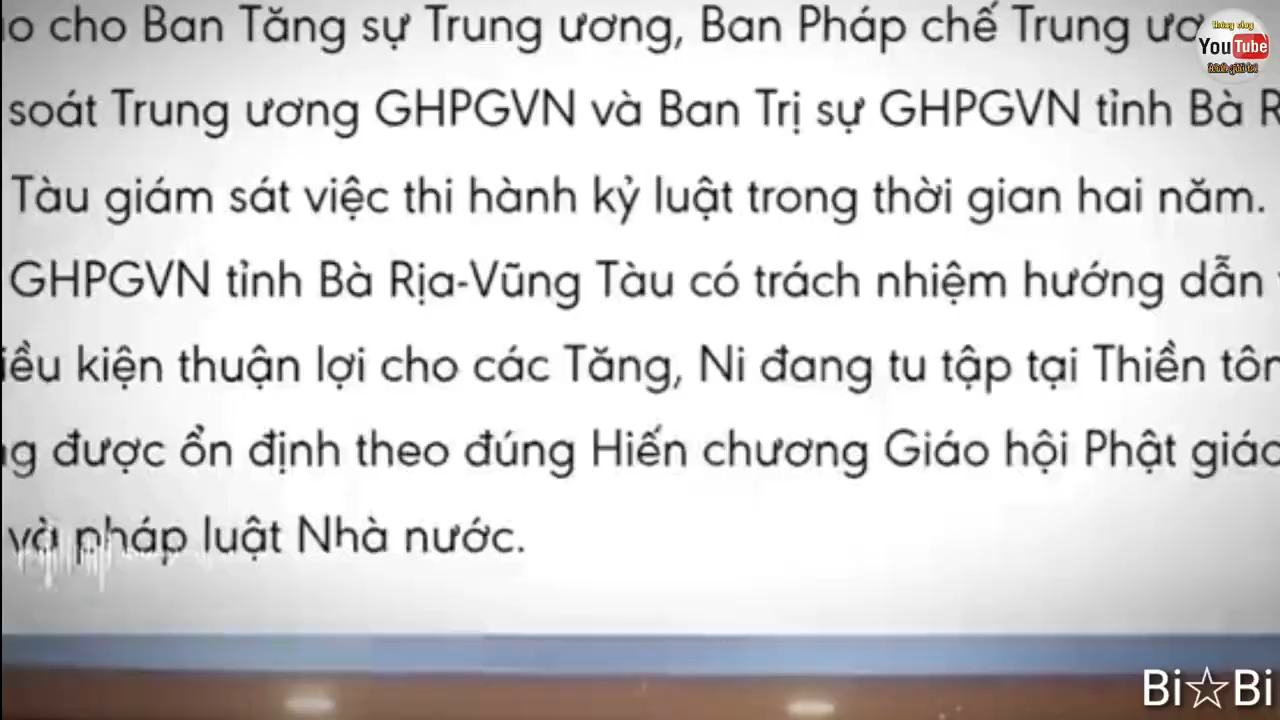 o cho Ban Tăng sự Trung ương, Ban Pháp chế Trung ươ
soát Trung ương GHPGVN và Ban Trị sự GHPGVN tỉnh Bà R
Tàu giám sát việc thi hành kỷ luật trong thời gian hai năm.
GHPGVN tỉnh Bà Rịa-Vũng Tàu có trách nhiệm hướng dẫn
iều kiện thuận lợi cho các Tăng, Ni đang tu tập tại Thiền tôn
ng được ổn định theo đúng Hiến chương Giáo hội Phật giáo
và pháp luật Nhà nước.
YouTube
Bi☆Bi